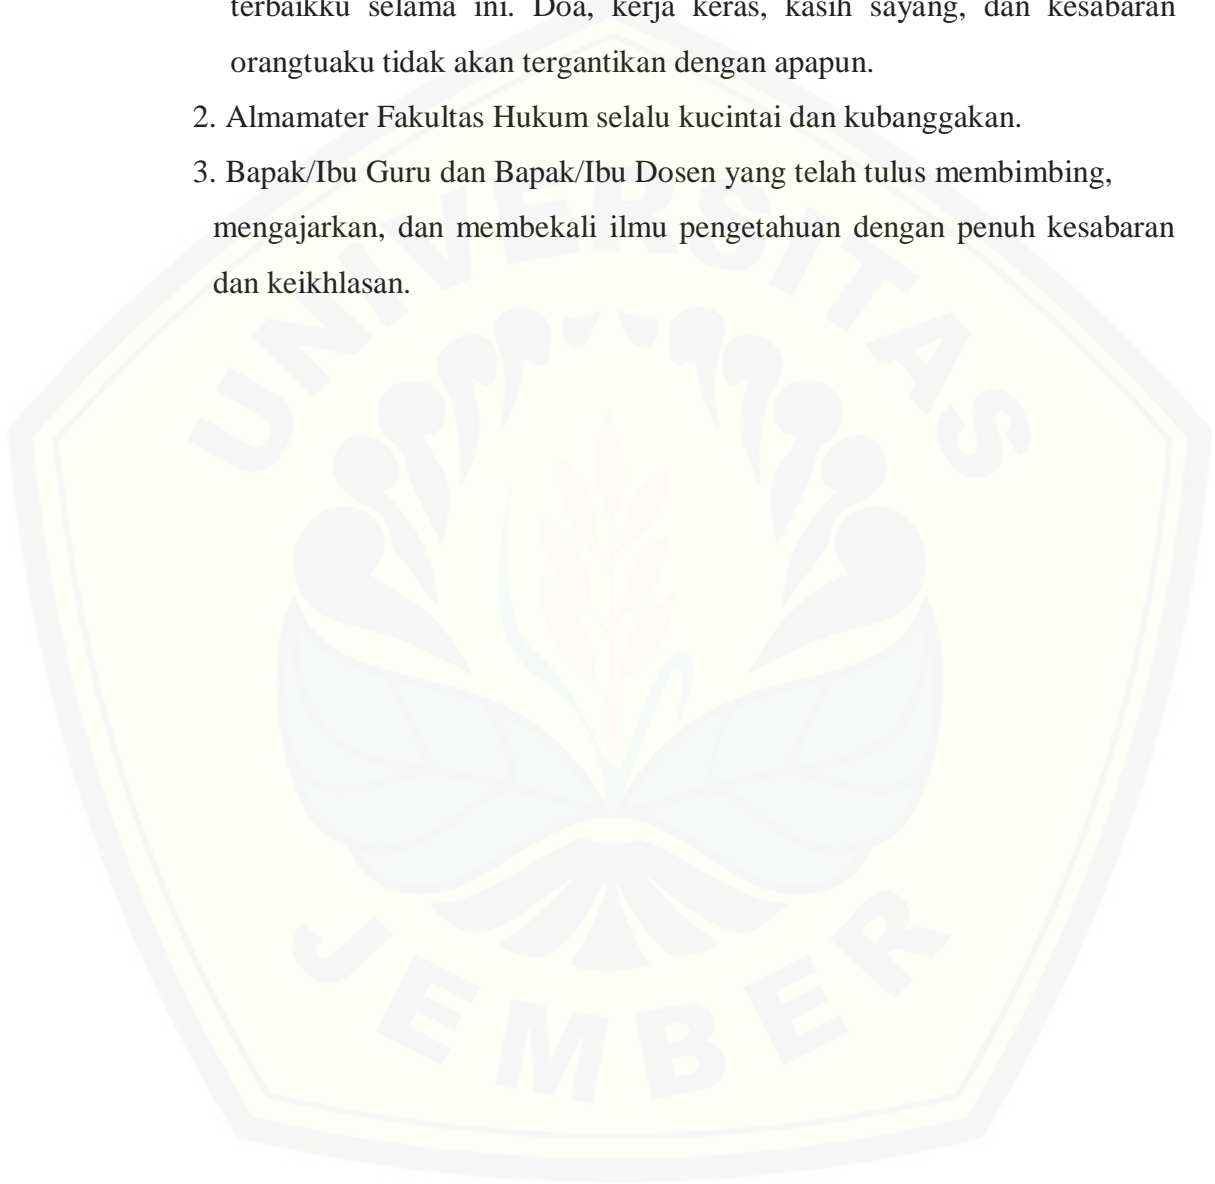 terbaikku selama ini. Doa, kerja keras, kasih sayang, dan kesabaran
orangtuaku tidak akan tergantikan dengan apapun.
2. Almamater Fakultas Hukum selalu kucintai dan kubanggakan.
3. Bapak/Ibu Guru dan Bapak/Ibu Dosen yang telah tulus membimbing,
mengajarkan, dan membekali ilmu pengetahuan dengan penuh kesabaran
dan keikhlasan.
UNIVERSITAS
JEMBER